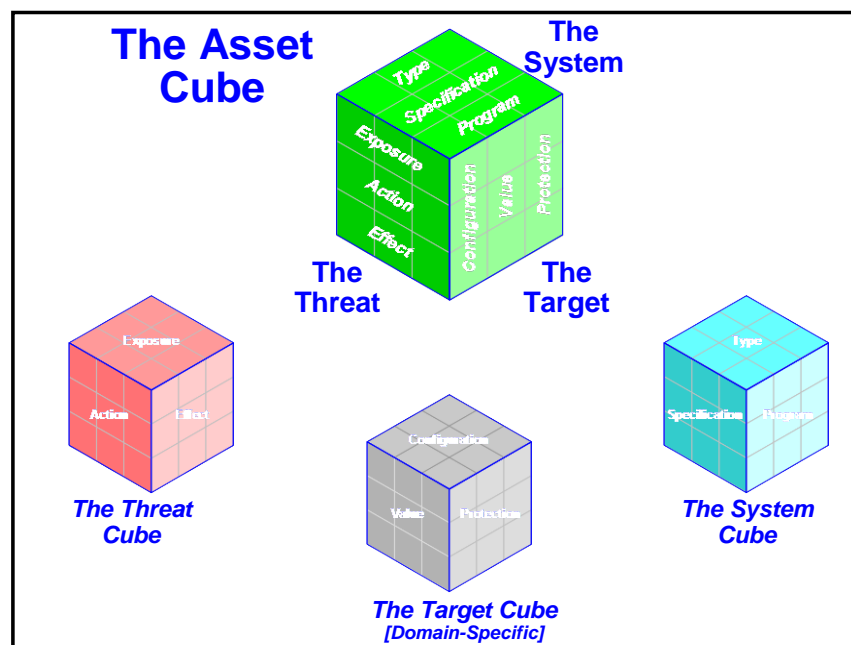 The Asset
Cube
The
System
Type
Specification
Program
Exposure
Action
Effect
Configuration
Value
Protection
The
Threat
The
Target
Exposure
Action
Effect
The Threat
Cube
Configuration
Value
Protection
The Target Cube
[Domain-Specific]
Type
Specification
Program
The System
Cube